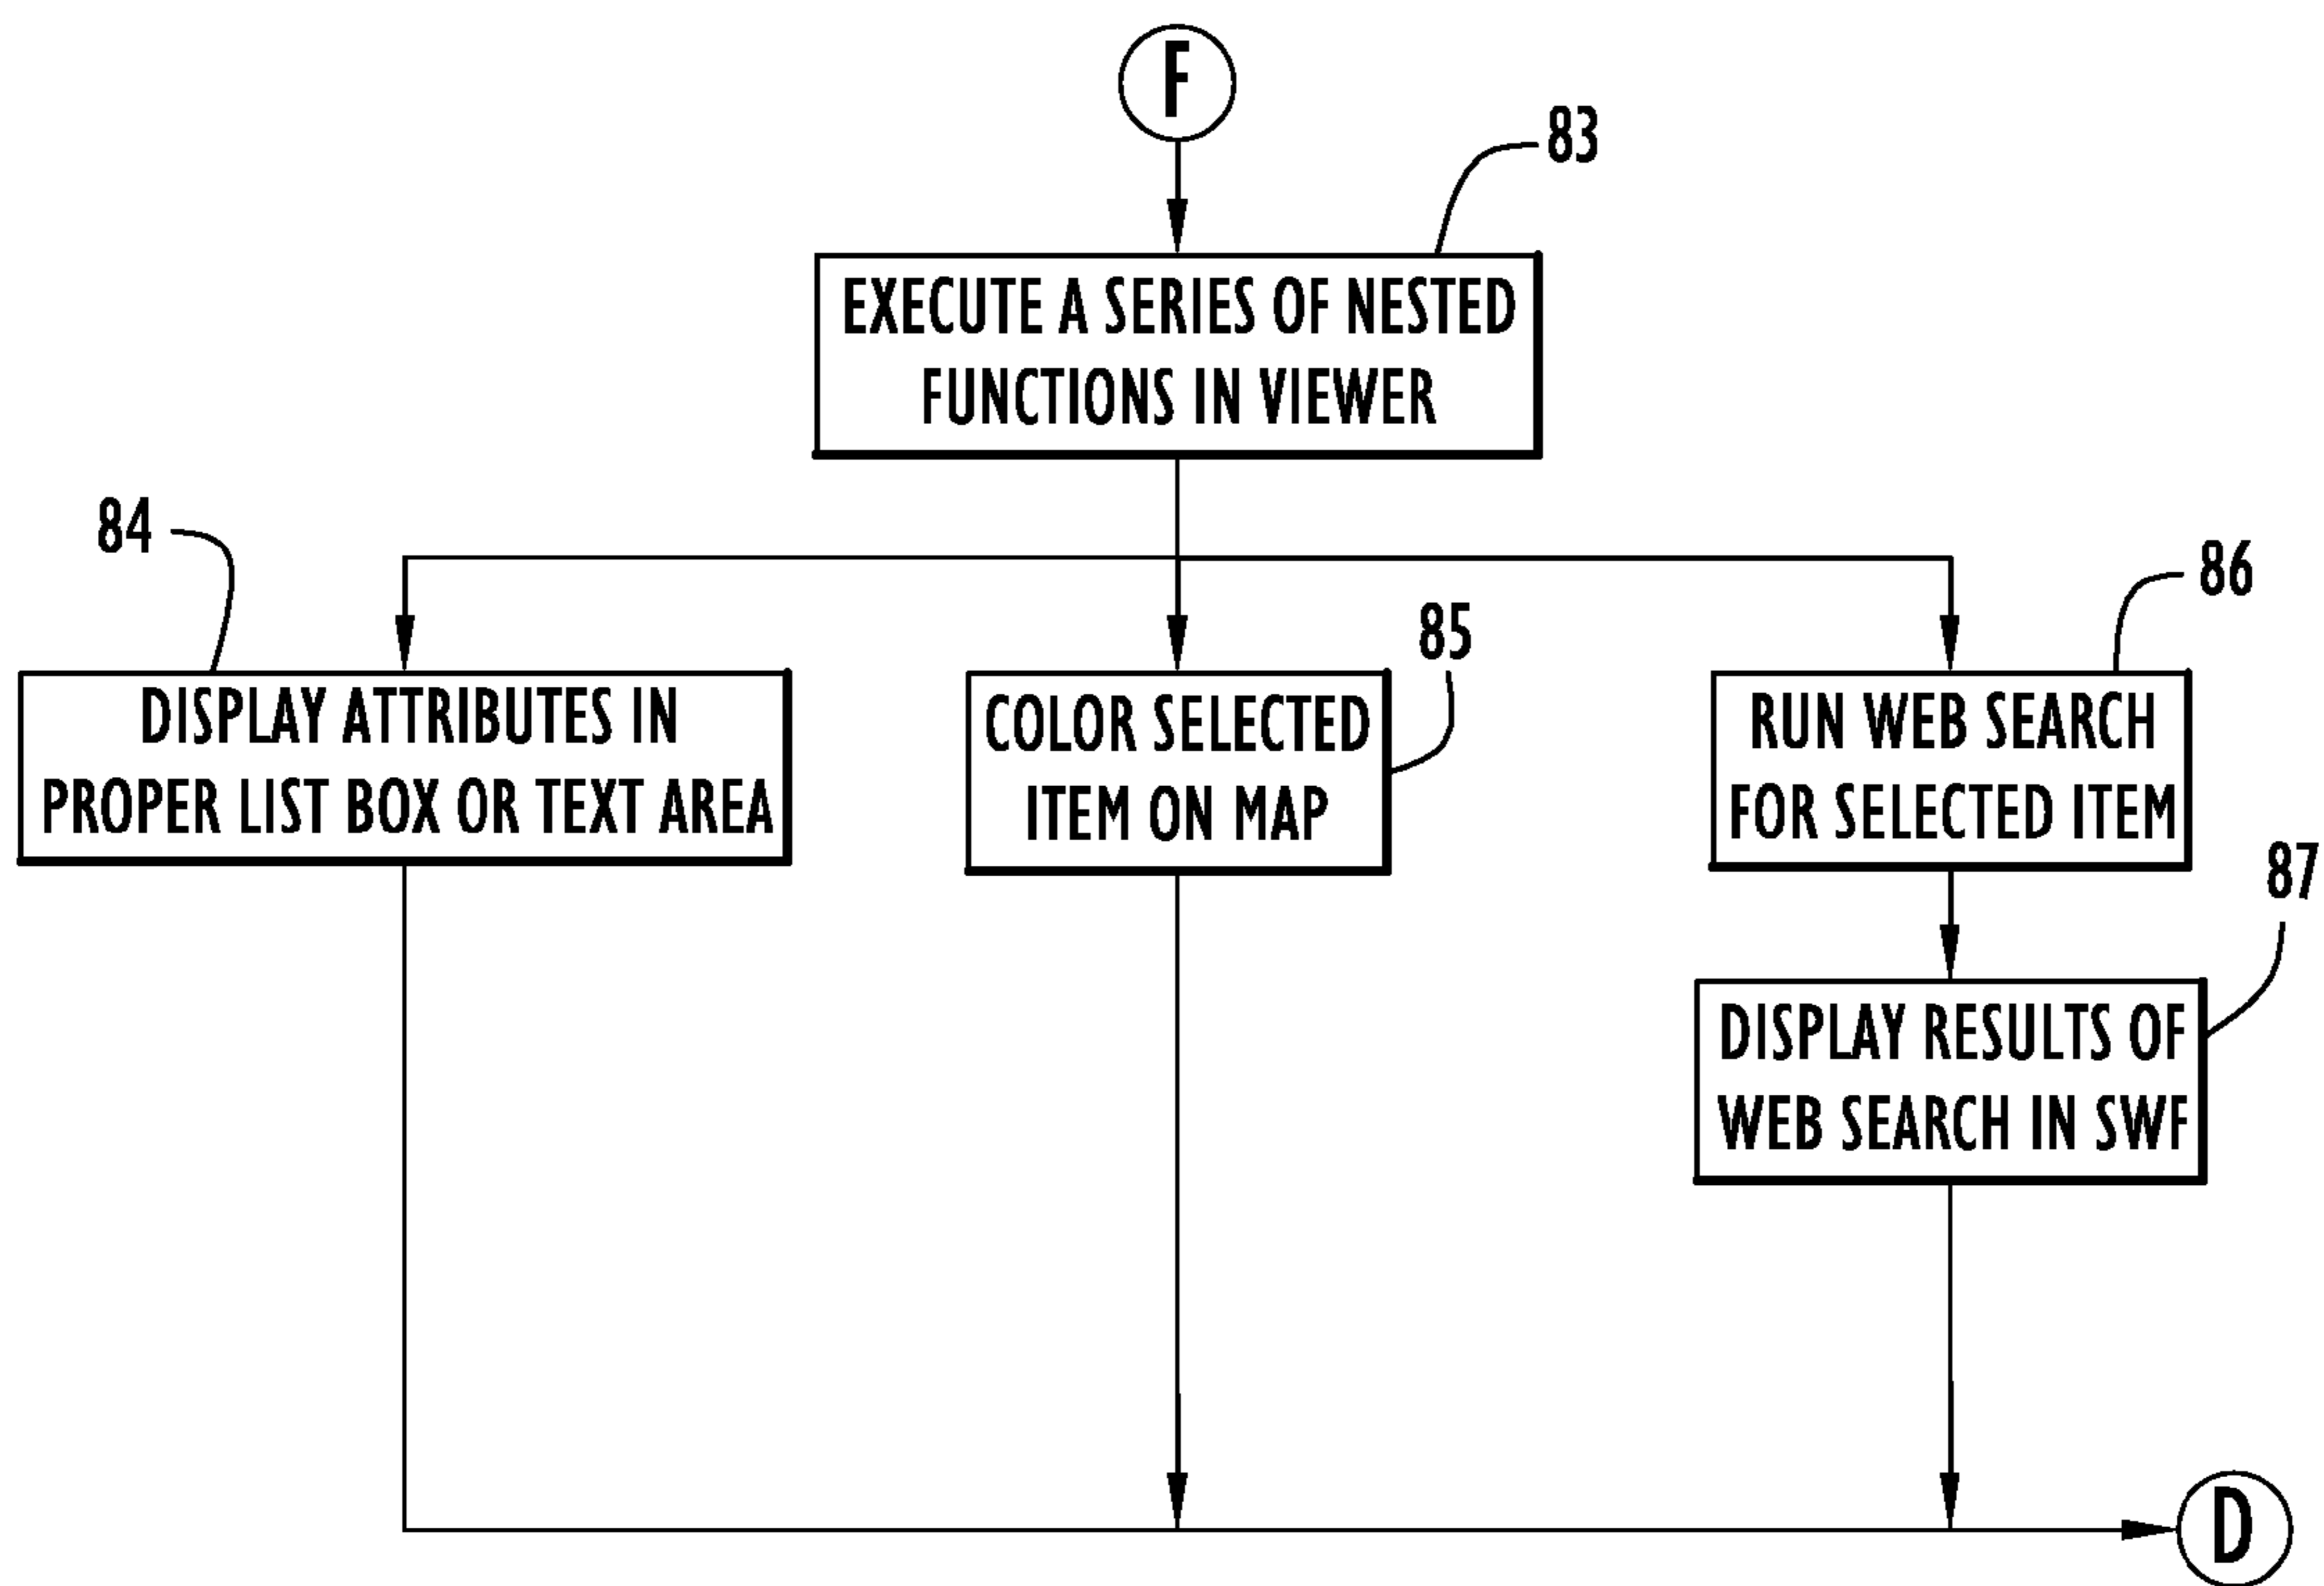 F
83
EXECUTE A SERIES OF NESTED
FUNCTIONS IN VIEWER
84
DISPLAY ATTRIBUTES IN
PROPER LIST BOX OR TEXT AREA
85
COLOR SELECTED
ITEM ON MAP
86
RUN WEB SEARCH
FOR SELECTED ITEM
87
DISPLAY RESULTS OF
WEB SEARCH IN SWF
D